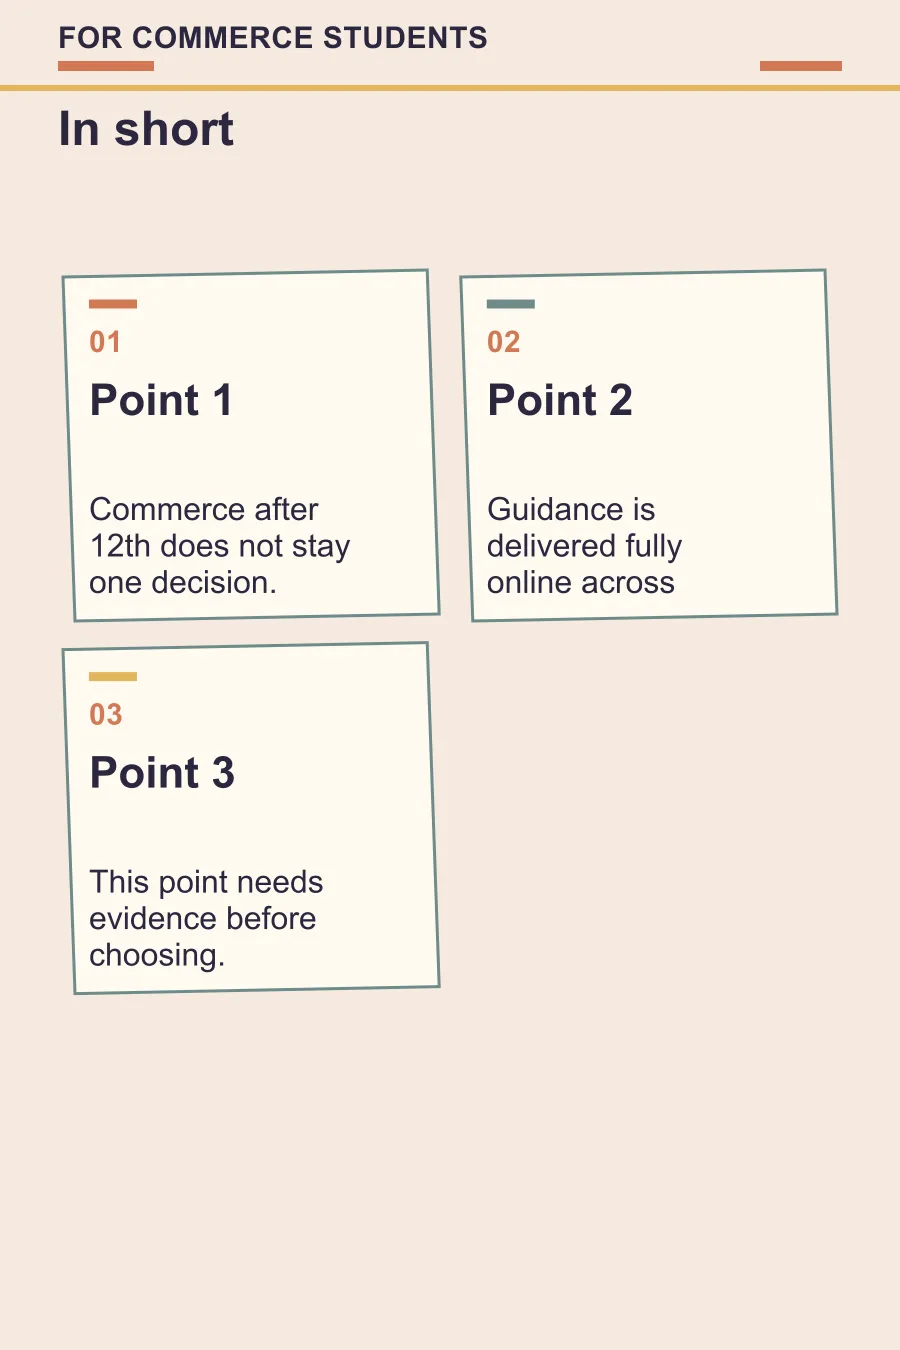 FOR COMMERCE STUDENTS
In short
01
Point 1
Commerce after
12th does not stay
one decision.
02
Point 2
Guidance is
delivered fully
online across
03
Point 3
This point needs
evidence before
choosing.